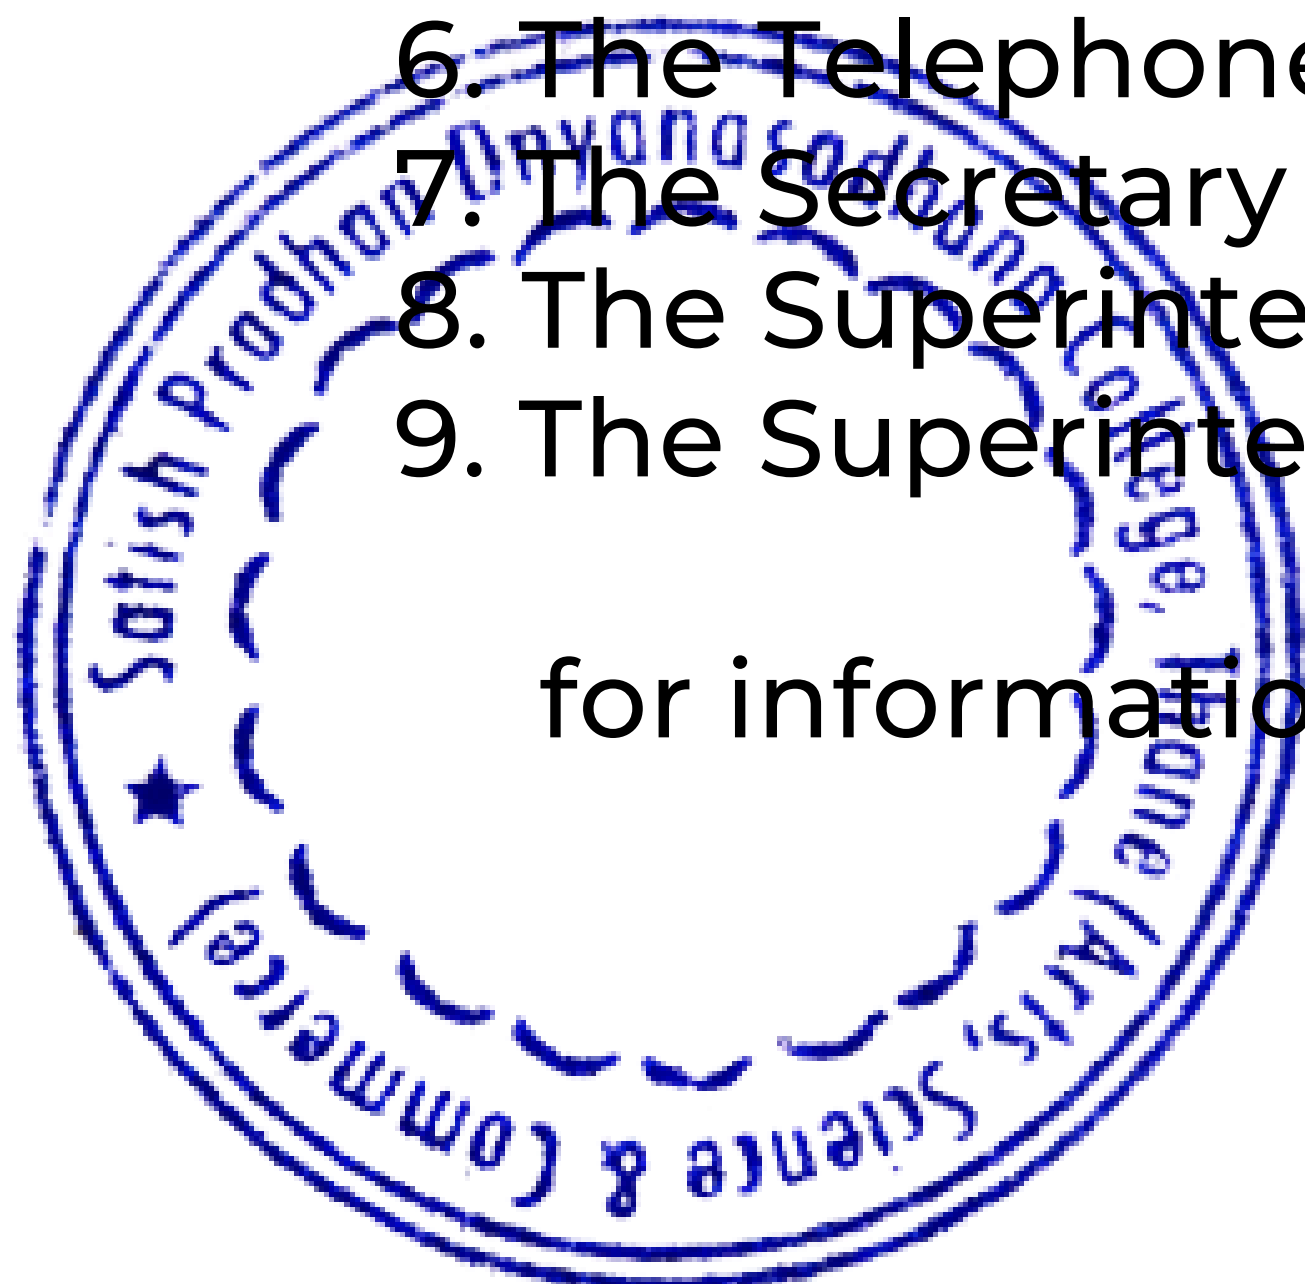 6. The Telephone
7. The Secretary
8. The Superinte
9. The Superinte
for informatio
Satish Pradhan Dnyanasadhana College, Thane (Arts, Science & Commerce)